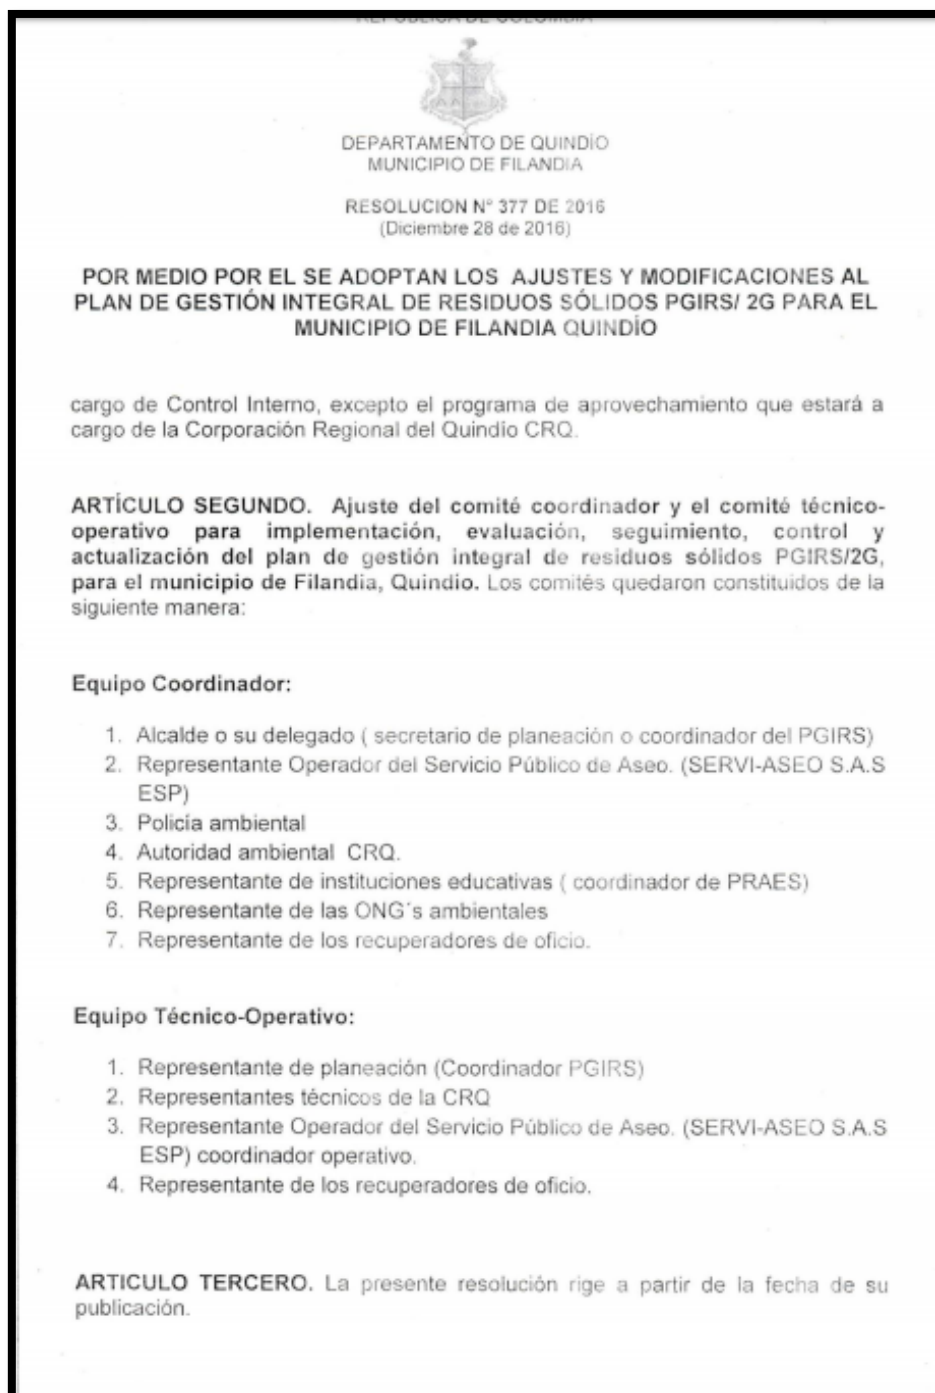 REPUBLICA DE COLOMBIA
DEPARTAMENTO DE QUINDÍO
MUNICIPIO DE FILANDIA
RESOLUCION N° 377 DE 2016
(Diciembre 28 de 2016)
POR MEDIO POR EL SE ADOPTAN LOS AJUSTES Y MODIFICACIONES AL
PLAN DE GESTIÓN INTEGRAL DE RESIDUOS SÓLIDOS PGIRS/ 2G PARA EL
MUNICIPIO DE FILANDIA QUINDÍO
cargo de Control Interno, excepto el programa de aprovechamiento que estará a
cargo de la Corporación Regional del Quindío CRQ.
ARTÍCULO SEGUNDO. Ajuste del comité coordinador y el comité técnico-
operativo para implementación, evaluación, seguimiento, control y
actualización del plan de gestión integral de residuos sólidos PGIRS/2G,
para el municipio de Filandia, Quindio. Los comités quedaron constituidos de la
siguiente manera:
Equipo Coordinador:
1. Alcalde o su delegado ( secretario de planeación o coordinador del PGIRS)
2. Representante Operador del Servicio Público de Aseo. (SERVI-ASEO S.A.S
ESP)
3. Policía ambiental
4. Autoridad ambiental CRQ.
5. Representante de instituciones educativas ( coordinador de PRAES)
6. Representante de las ONG´s ambientales
7. Representante de los recuperadores de oficio.
Equipo Técnico-Operativo:
1. Representante de planeación (Coordinador PGIRS)
2. Representantes técnicos de la CRQ
3. Representante Operador del Servicio Público de Aseo. (SERVI-ASEO S.A.S
ESP) coordinador operativo.
4. Representante de los recuperadores de oficio.
ARTICULO TERCERO. La presente resolución rige a partir de la fecha de su
publicación.